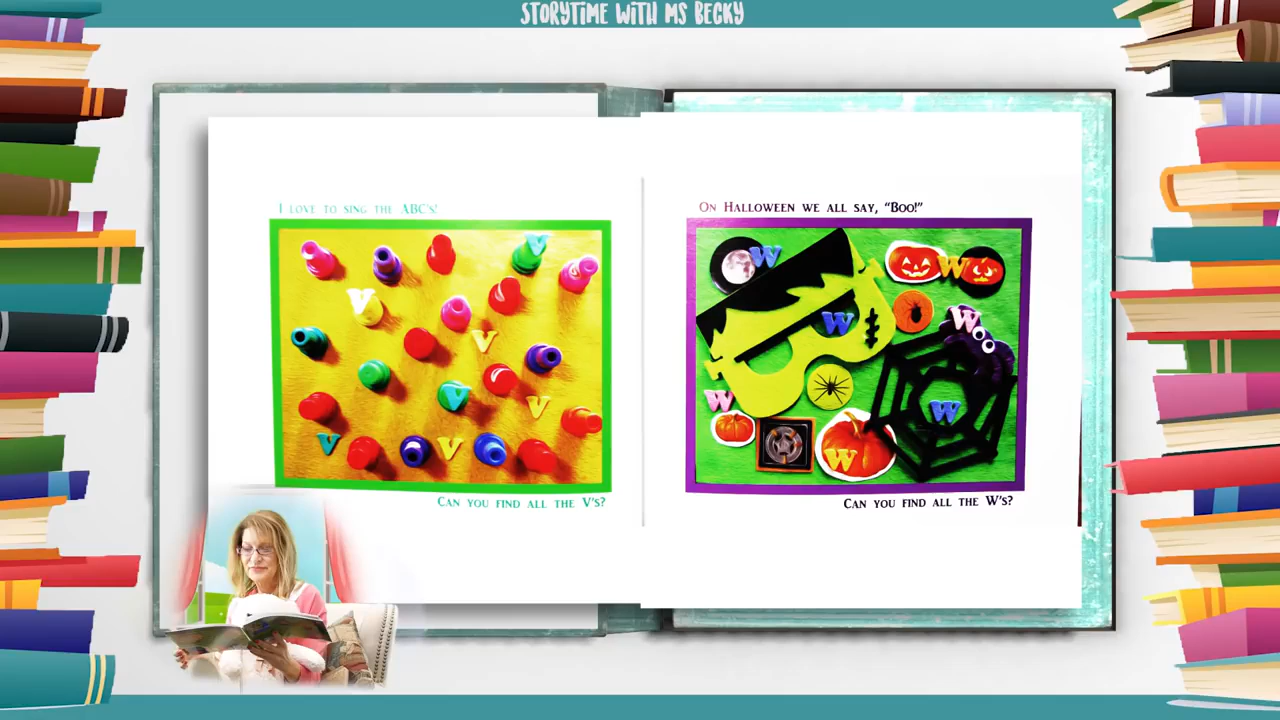 STORYTIME WITH MS BECKY
I LOVE TO SING THE ABC'S!
V
V
V
V
V
V
V
CAN YOU FIND ALL THE V'S?
ON HALLOWEEN WE ALL SAY, "BOO!"
W
W
W
W
W
W
W
CAN YOU FIND ALL THE W'S?